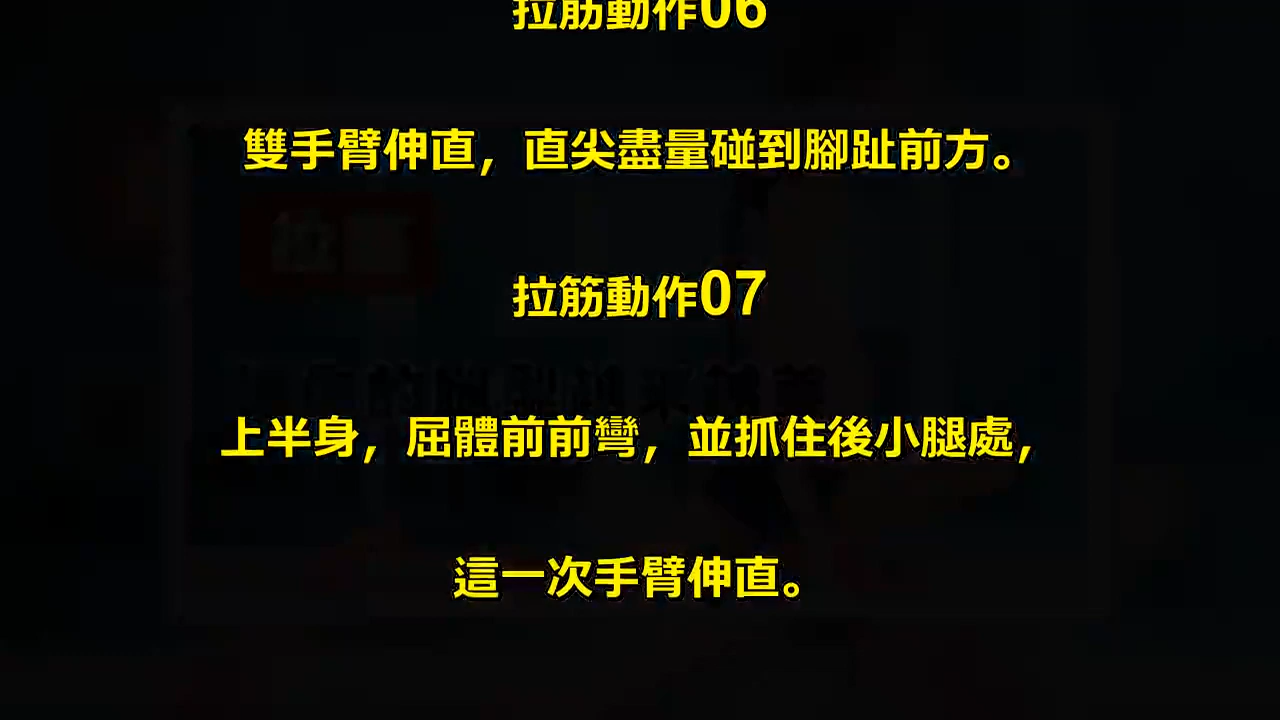 拉筋動作06
雙手臂伸直，直尖盡量碰到腳趾前方。
拉筋動作07
上半身，屈體前前彎，並抓住後小腿處，
這一次手臂伸直。